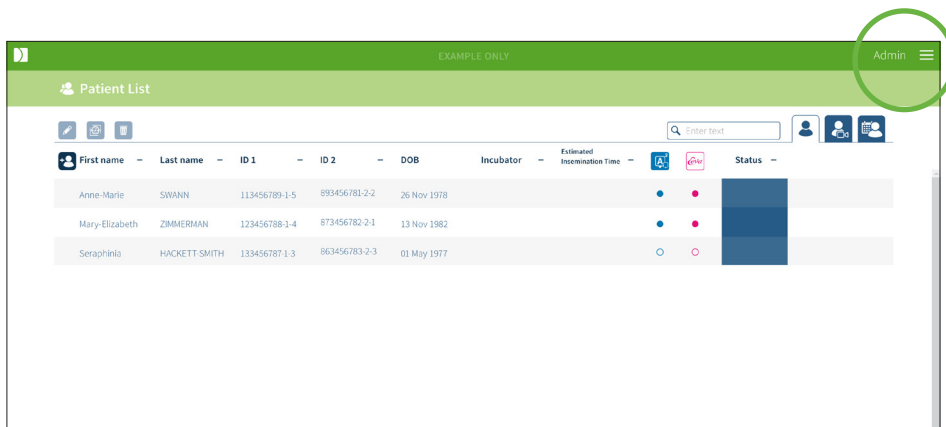 EXAMPLE ONLY
Admin
Patient List
Enter text
First name – Last name – ID 1 – ID 2 – DOB Incubator – Estimated Insemination Time – A Geri Status –
Anne-Marie SWANN 113456789-1-5 893456781-2-2 26 Nov 1978
Mary-Elizabeth ZIMMERMAN 123456788-1-4 873456782-2-1 13 Nov 1982
Seraphinia HACKETT-SMITH 133456787-1-3 863456783-2-3 01 May 1977